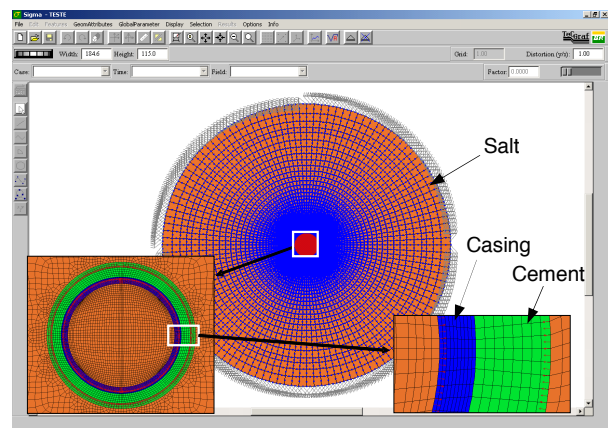 Sigma - TESTE
File Edit Features GeomAttributes GlobalParameter Display Selection Results Options Info
TecGraf
Width: 184.6 Height: 115.0 Grid: 1.00 Distortion (y/x): 1.00
Case: Time: Field: Factor 0.0000
Salt
Casing
Cement